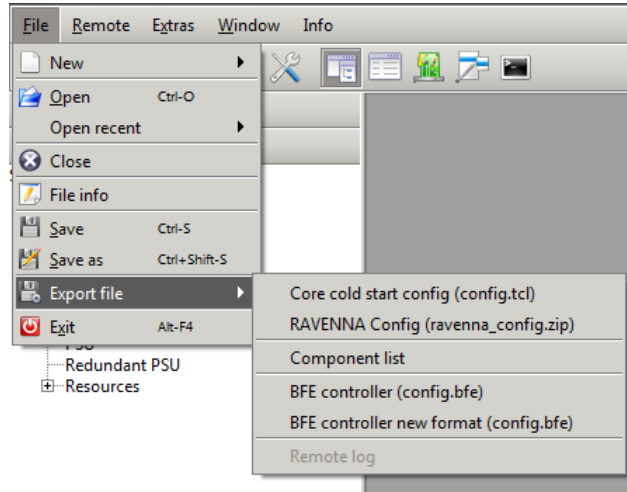 File Remote Extras Window Info
New
Open Ctrl-O
Open recent
Close
File info
Save Ctrl-S
Save as Ctrl+Shift-S
Export file
Exit Alt-F4
Core cold start config (config.tcl)
RAVENNA Config (ravenna_config.zip)
Component list
BFE controller (config.bfe)
BFE controller new format (config.bfe)
Remote log
Redundant PSU
Resources